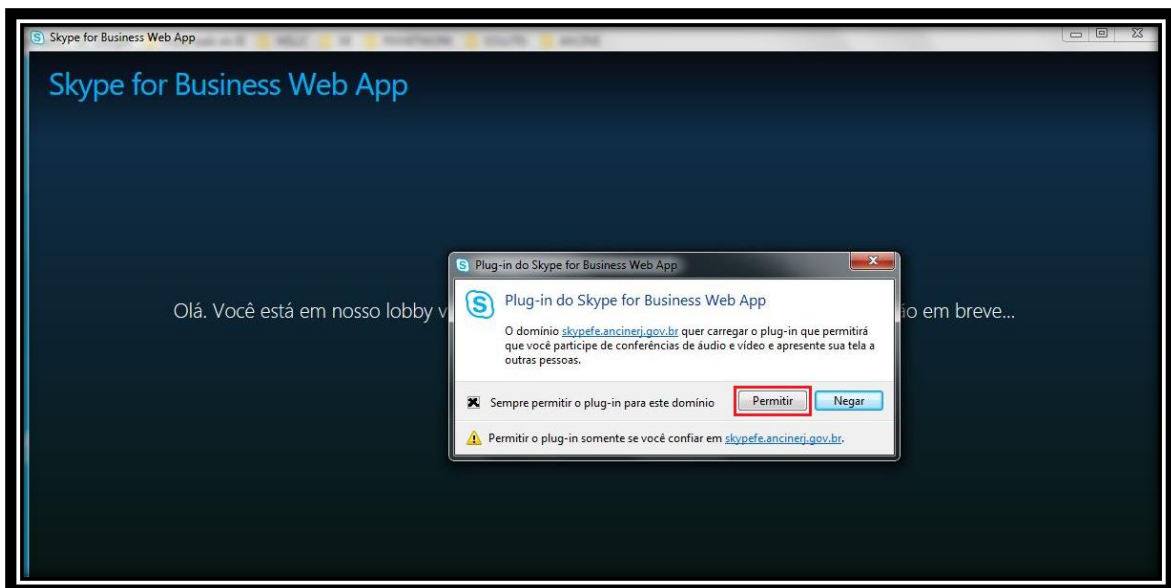 Skype for Business Web App
Skype for Business Web App
Olá. Você está em nosso lobby v
ão em breve...
Plug-in do Skype for Business Web App
Plug-in do Skype for Business Web App
O domínio skypefe.ancinerj.gov.br quer carregar o plug-in que permitirá
que você participe de conferências de áudio e vídeo e apresente sua tela a
outras pessoas.
Sempre permitir o plug-in para este domínio Permitir Negar
Permitir o plug-in somente se você confiar em skypefe.ancinerj.gov.br.